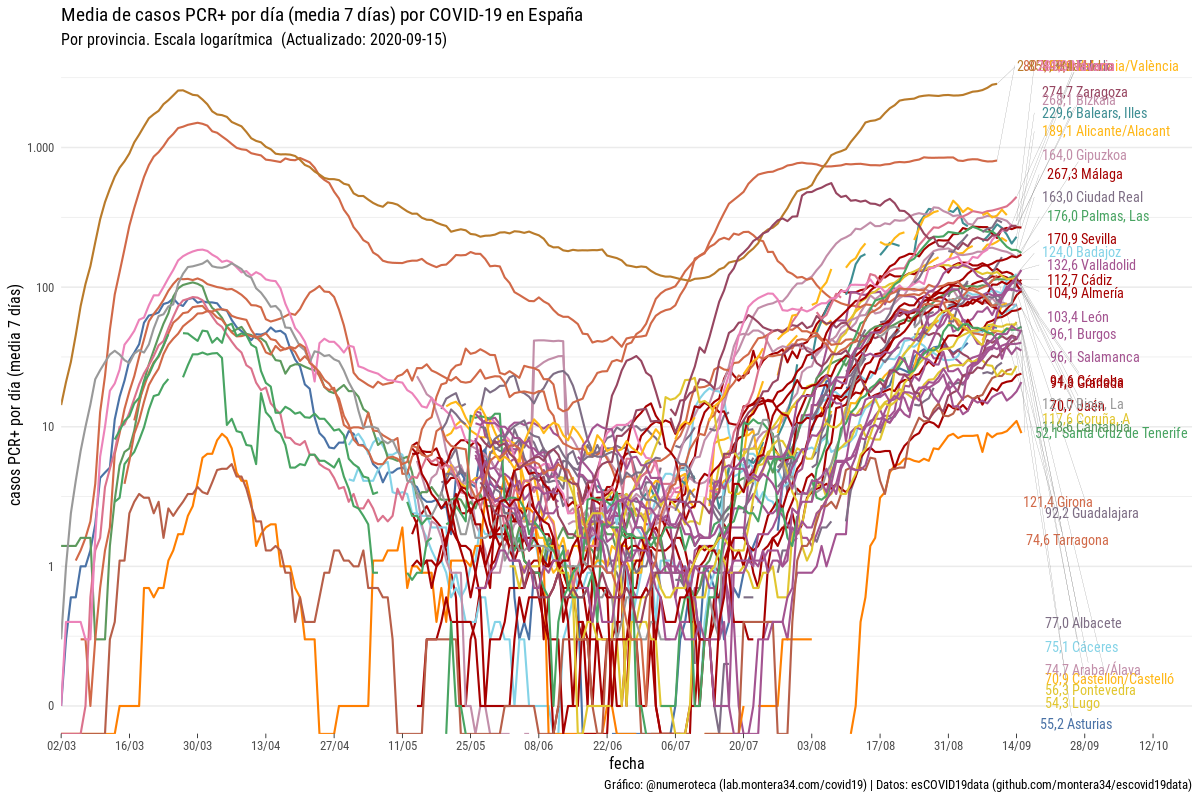 Media de casos PCR+ por día (media 7 días) por COVID-19 en España
Por provincia. Escala logarítmica (Actualizado: 2020-09-15)
274,7 Zaragoza
268,1 Bizkaia
229,6 Balears, Illes
189,1 Alicante/Alacant
164,0 Gipuzkoa
267,3 Málaga
163,0 Ciudad Real
176,0 Palmas, Las
170,9 Sevilla
124,0 Badajoz
132,6 Valladolid
112,7 Cádiz
104,9 Almería
103,4 León
96,1 Burgos
96,1 Salamanca
Córdoba
Rioja, La
70,7 Jaén
Coruña, A
Cantabria
52,1 Santa Cruz de Tenerife
121,4 Girona
92,2 Guadalajara
74,6 Tarragona
77,0 Albacete
75,1 Cáceres
74,7 Araba/Álava
70,9 Castellón/Castelló
56,3 Pontevedra
54,3 Lugo
55,2 Asturias
casos PCR+ por día (media 7 días)
1.000
100
10
1
0
02/03 16/03 30/03 13/04 27/04 11/05 25/05 08/06 22/06 06/07 20/07 03/08 17/08 31/08 14/09 28/09 12/10
fecha
Gráfico: @numeroteca (lab.montera34.com/covid19) | Datos: esCOVID19data (github.com/montera34/escovid19data)